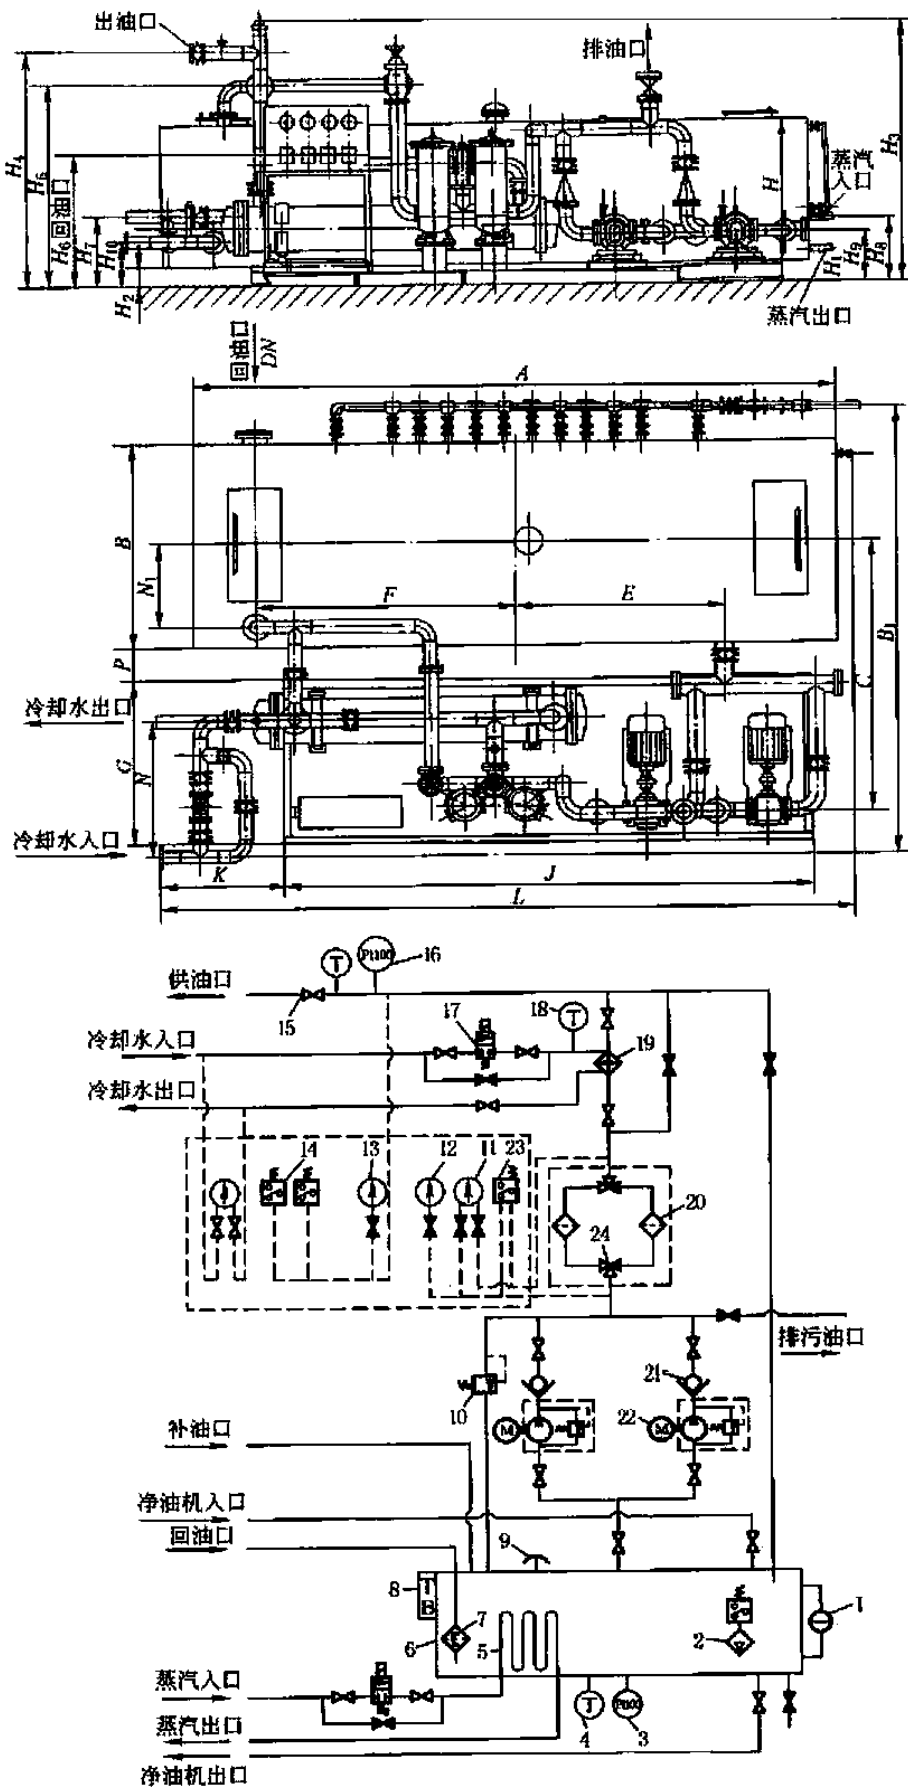 出油口
排油口
H₄
H₆
H₆
回油口
H₇
H₁₀
H₂
H
H₃
蒸汽入口
H₁
H₉
H₈
蒸汽出口
回油口
DN
A
B
N₁
F
E
B₁
C
P
冷却水出口
G
N
冷却水入口
K
J
L
供油口
15
T
Pt100
16
17
18
T
19
冷却水入口
冷却水出口
14
13
12
11
23
20
24
排污油口
21
10
M
22
M
补油口
净油机入口
回油口
9
8
T
B
7
6
5
2
1
蒸汽入口
T
4
Pt100
3
蒸汽出口
净油机出口